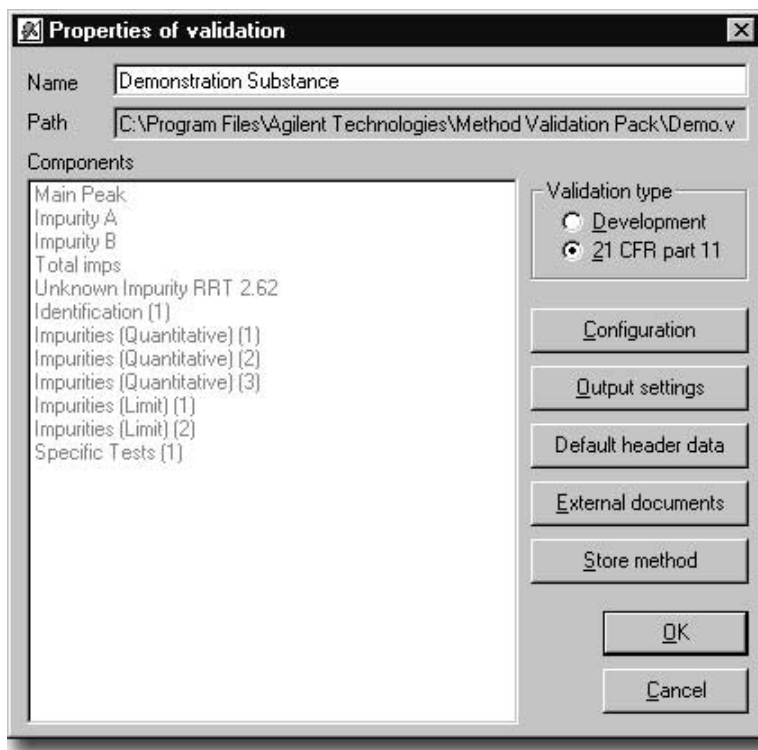 Properties of validation
Name Demonstration Substance
Path C:\Program Files\Agilent Technologies\Method Validation Pack\Demo.v
Components
Main Peak
Impurity A
Impurity B
Total imps
Unknown Impurity RRT 2.62
Identification (1)
Impurities (Quantitative) (1)
Impurities (Quantitative) (2)
Impurities (Quantitative) (3)
Impurities (Limit) (1)
Impurities (Limit) (2)
Specific Tests (1)
Validation type
Development
21 CFR part 11
Configuration
Output settings
Default header data
External documents
Store method
OK
Cancel